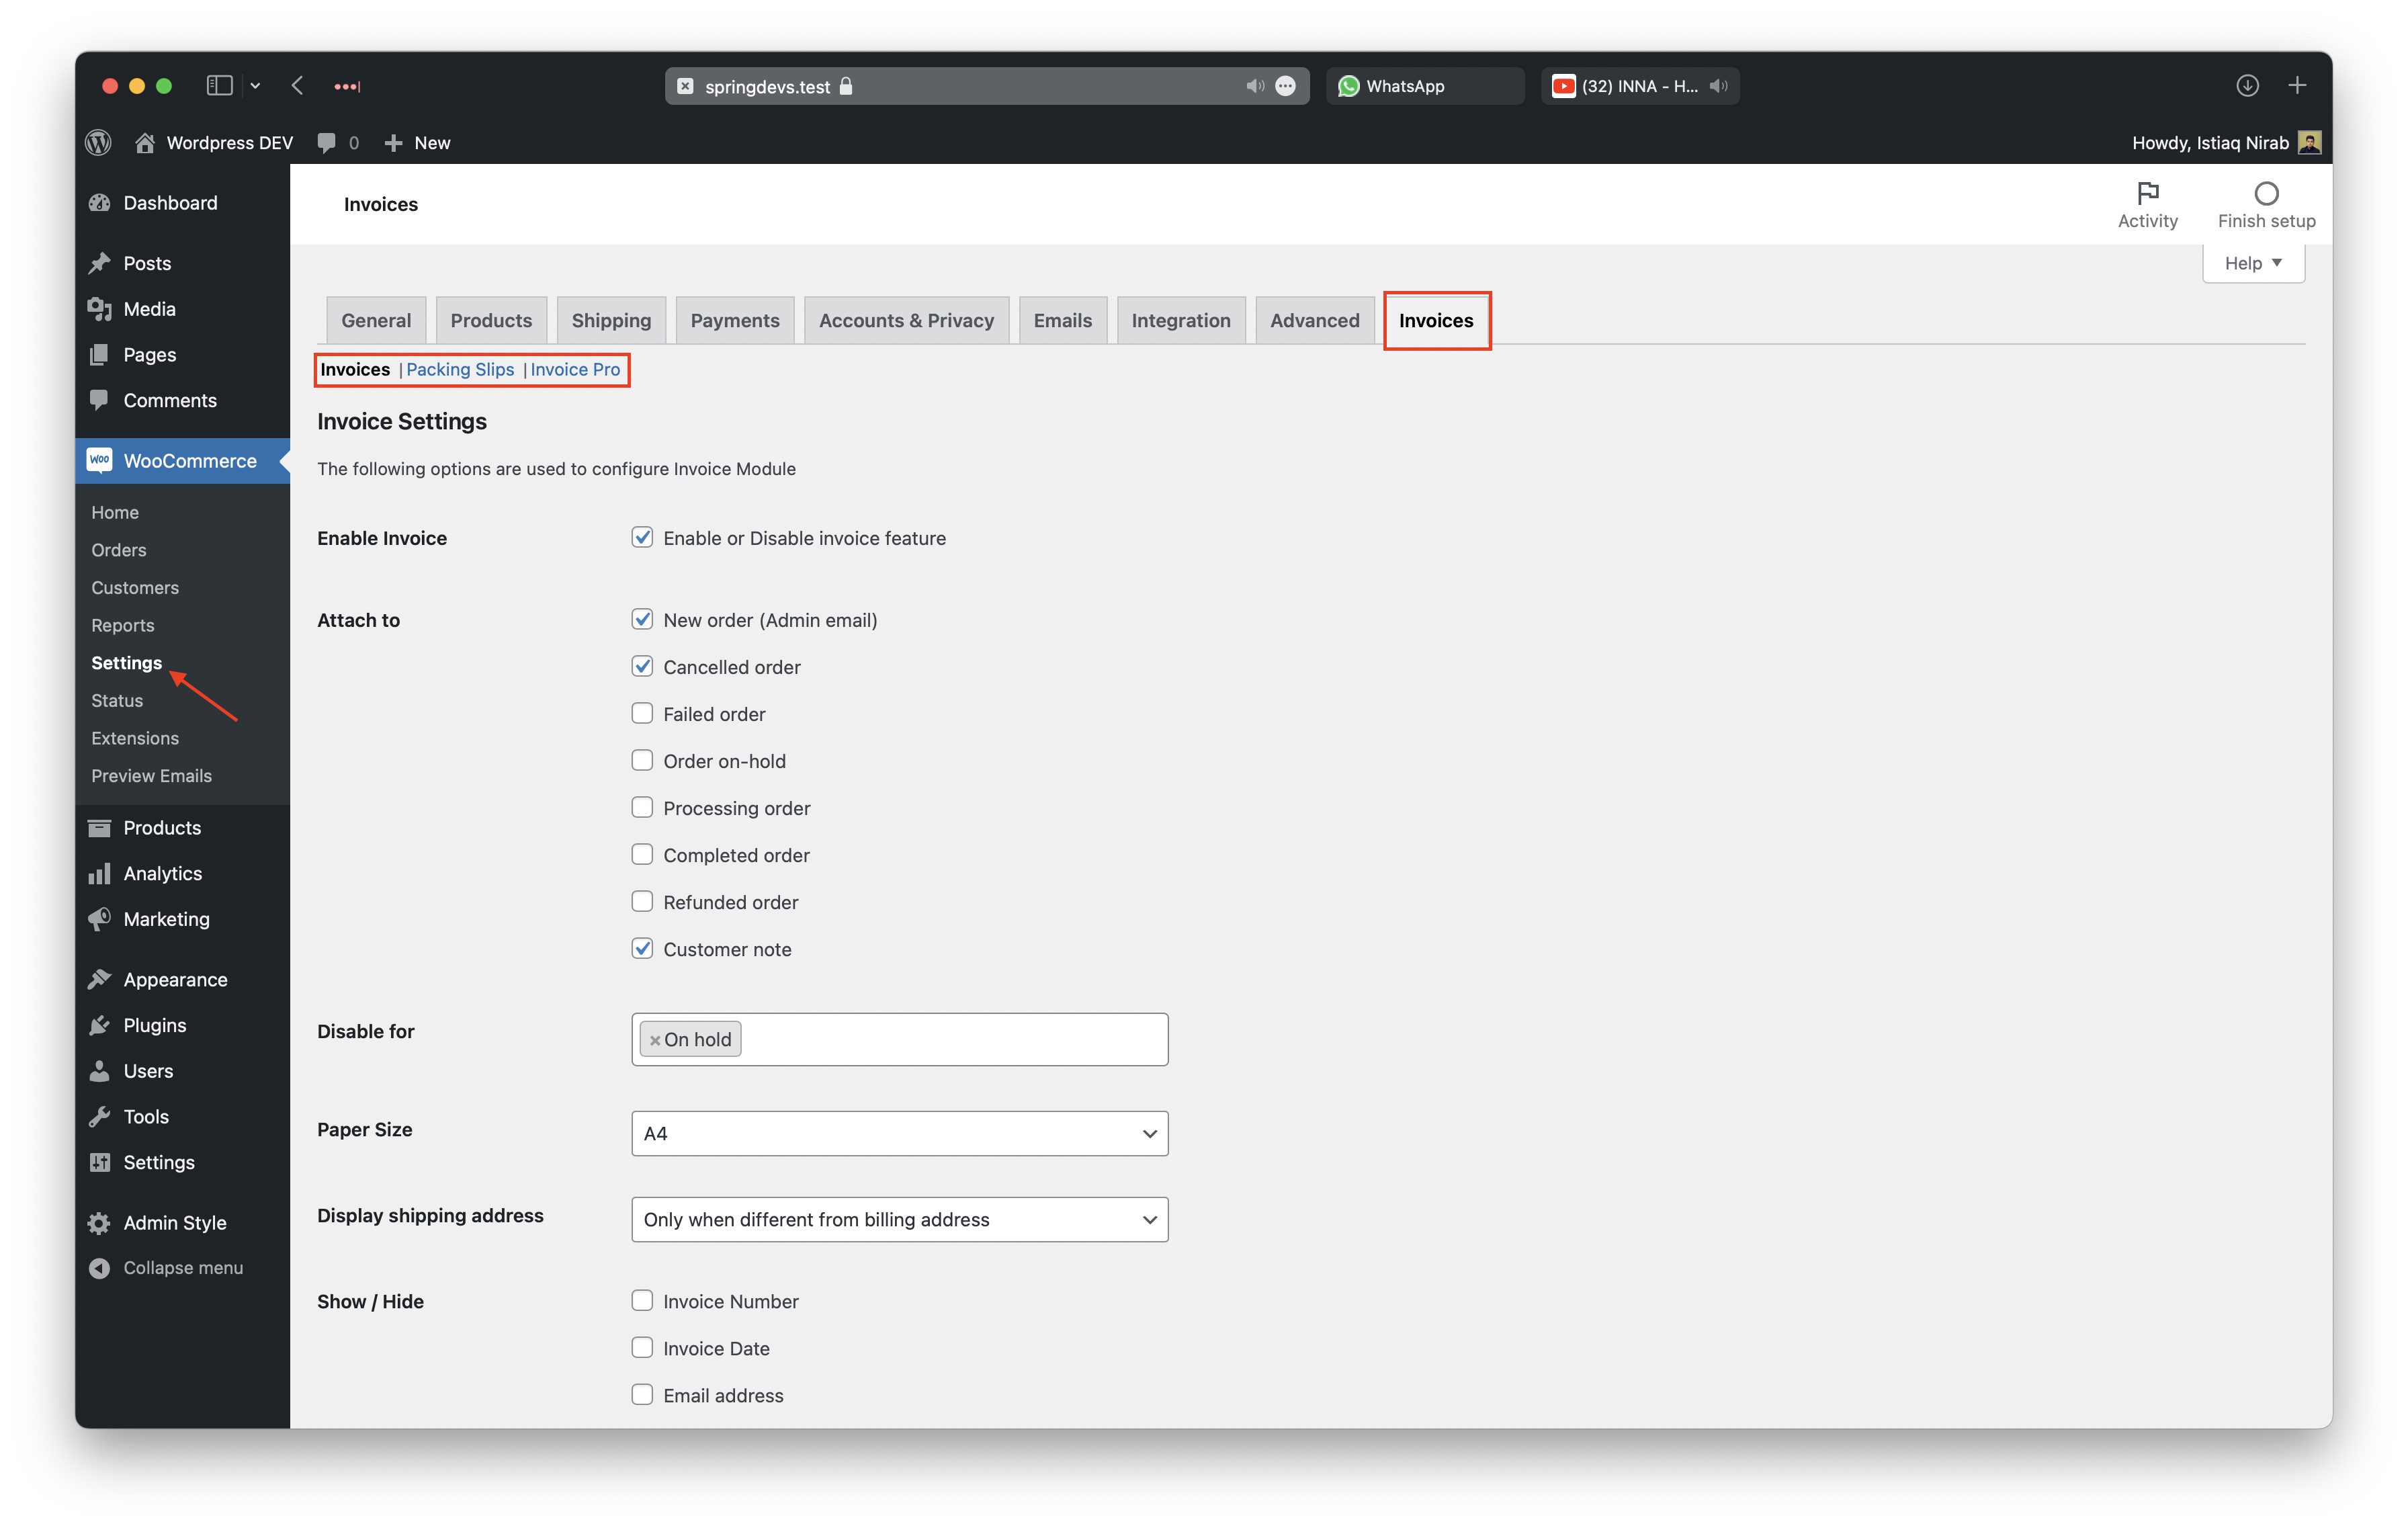 springdevs.test
WhatsApp
(32) INNA - H...
Wordpress DEV
0
New
Howdy, Istiaq Nirab
Dashboard
Posts
Media
Pages
Comments
Woo WooCommerce
Home
Orders
Customers
Reports
Settings
Status
Extensions
Preview Emails
Products
Analytics
Marketing
Appearance
Plugins
Users
Tools
Settings
Admin Style
Collapse menu
Invoices
Activity
Finish setup
Help
General Products Shipping Payments Accounts & Privacy Emails Integration Advanced Invoices
Invoices | Packing Slips | Invoice Pro
Invoice Settings
The following options are used to configure Invoice Module
Enable Invoice
Enable or Disable invoice feature
Attach to
New order (Admin email)
Cancelled order
Failed order
Order on-hold
Processing order
Completed order
Refunded order
Customer note
Disable for
×On hold
Paper Size
A4
Display shipping address
Only when different from billing address
Show / Hide
Invoice Number
Invoice Date
Email address